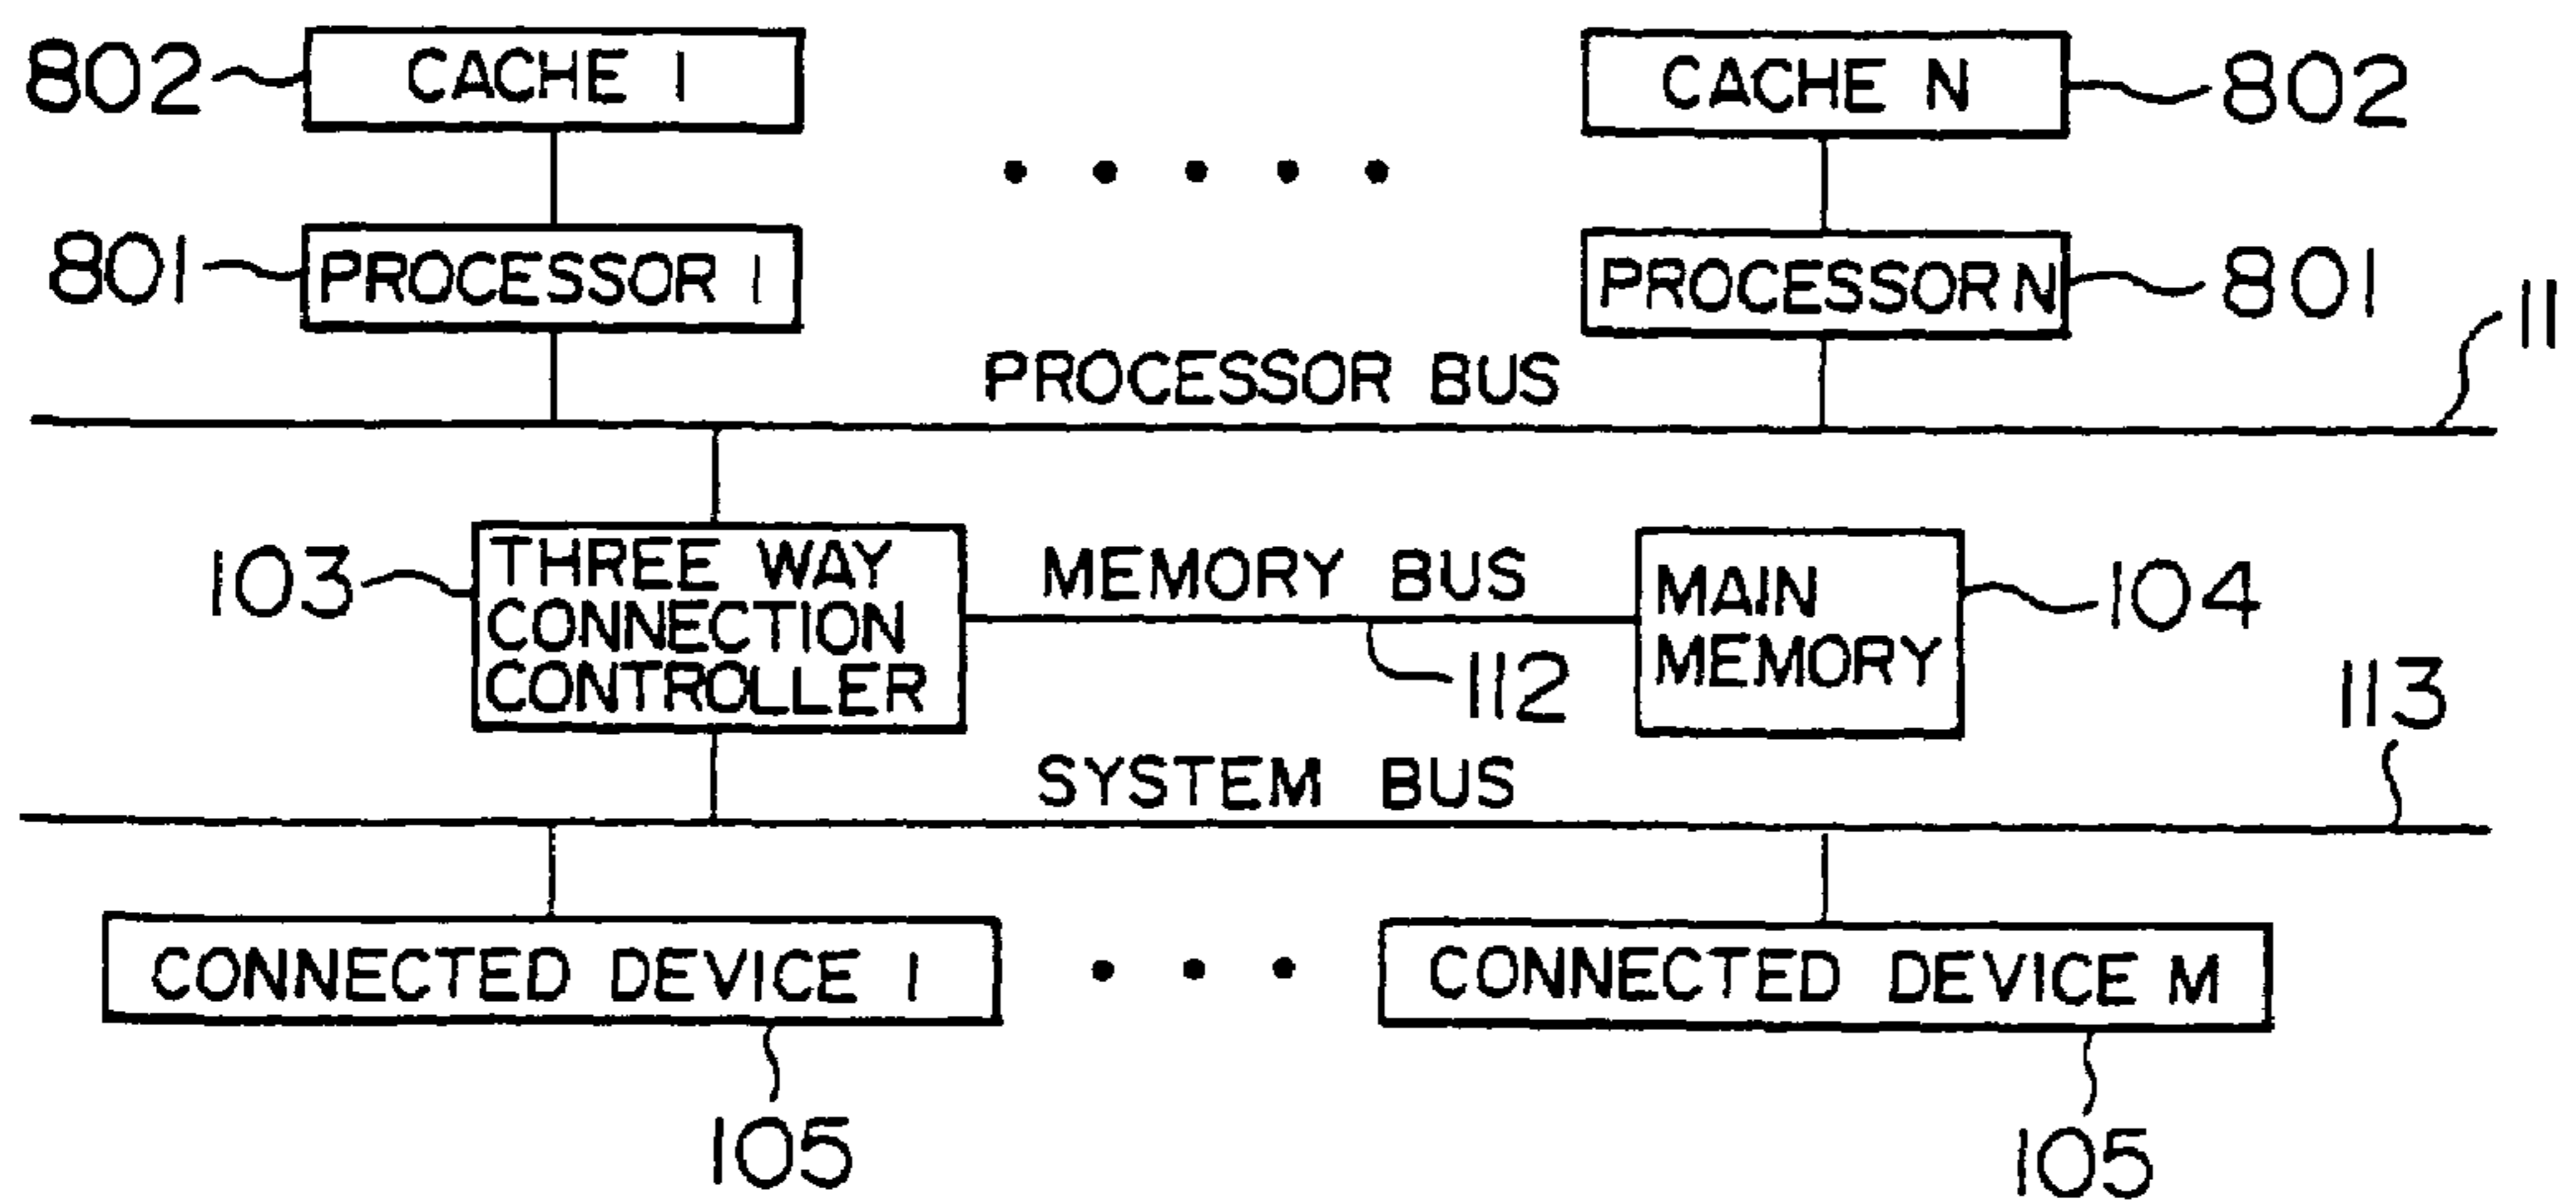 802 CACHE 1 CACHE N 802
801 PROCESSOR 1 PROCESSOR N 801
11
PROCESSOR BUS
103 THREE WAY
CONNECTION
CONTROLLER
MEMORY BUS
112
MAIN
MEMORY
104
113
SYSTEM BUS
CONNECTED DEVICE 1 CONNECTED DEVICE M
105 105